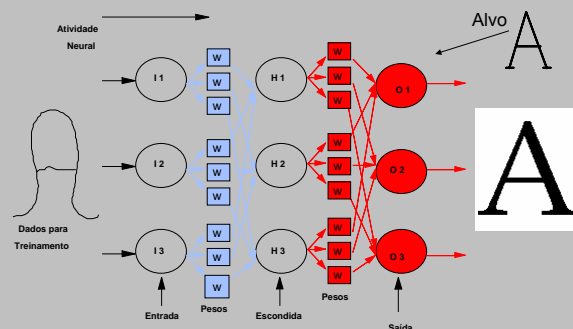 Atividade
Neural
Alvo
A
I 1
W
W
W
H 1
W
W
W
O 1
I 2
W
W
W
H 2
W
W
W
O 2
A
Dados para
Treinamento
I 3
W
W
W
H 3
W
W
W
O 3
Entrada
Pesos
Escondida
Pesos
Saída